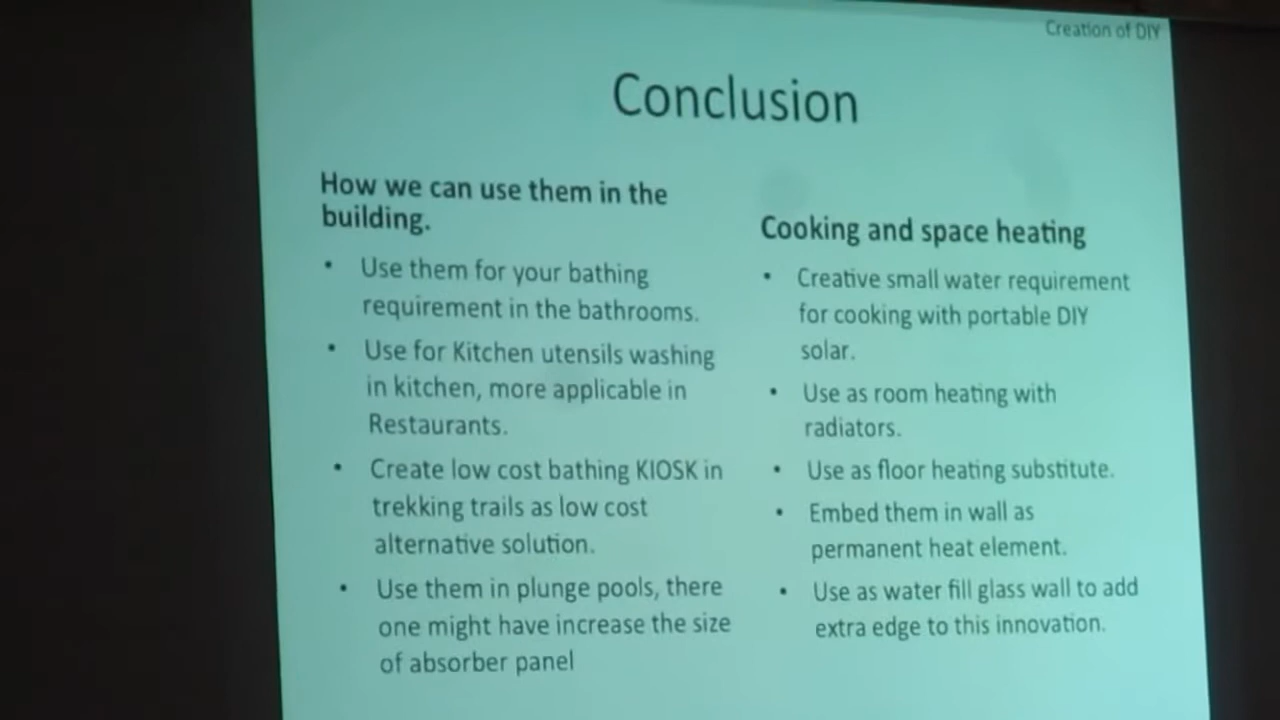 Creation of DIY
Conclusion
How we can use them in the
building.
• Use them for your bathing
requirement in the bathrooms.
• Use for Kitchen utensils washing
in kitchen, more applicable in
Restaurants.
• Create low cost bathing KIOSK in
trekking trails as low cost
alternative solution.
• Use them in plunge pools, there
one might have increase the size
of absorber panel
Cooking and space heating
• Creative small water requirement
for cooking with portable DIY
solar.
• Use as room heating with
radiators.
• Use as floor heating substitute.
• Embed them in wall as
permanent heat element.
• Use as water fill glass wall to add
extra edge to this innovation.